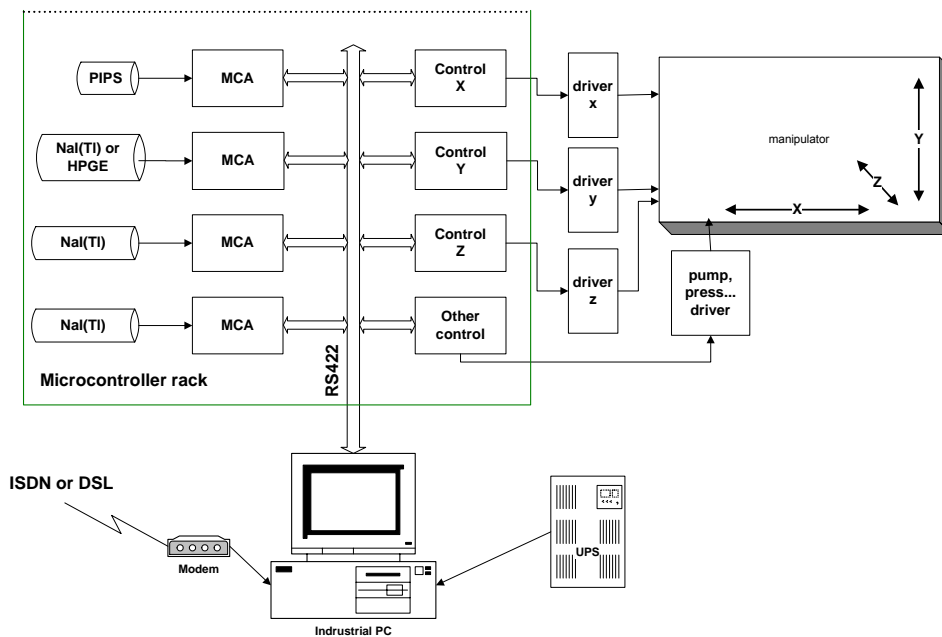 PIPS
MCA
Control
X
driver
x
NaI(Tl) or
HPGE
MCA
Control
Y
driver
y
manipulator
Y
Z
X
NaI(Tl)
MCA
Control
Z
driver
z
pump,
press...
driver
NaI(Tl)
MCA
Other
control
RS422
Microcontroller rack
ISDN or DSL
Modem
UPS
Indrustrial PC